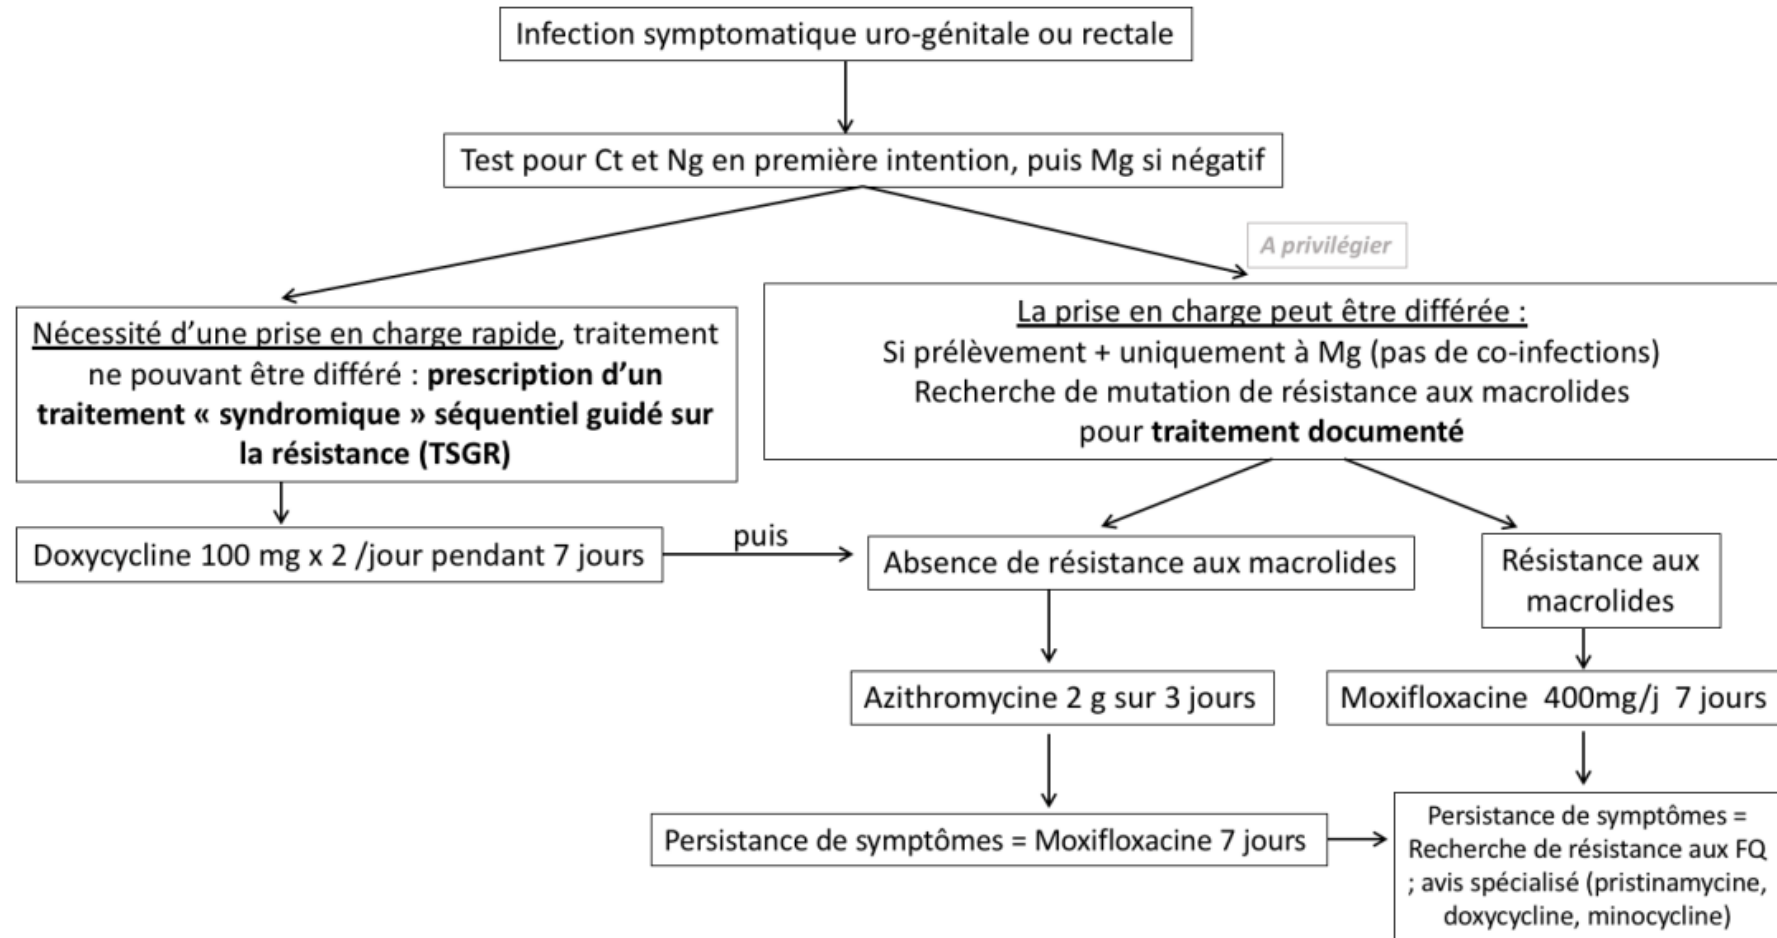 Infection symptomatique uro-génitale ou rectale
Test pour Ct et Ng en première intention, puis Mg si négatif
A privilégier
Nécessité d'une prise en charge rapide, traitement
ne pouvant être différé : prescription d'un
traitement « syndromique » séquentiel guidé sur
la résistance (TSGR)
La prise en charge peut être différée :
Si prélèvement + uniquement à Mg (pas de co-infections)
Recherche de mutation de résistance aux macrolides
pour traitement documenté
Doxycycline 100 mg x 2 /jour pendant 7 jours
puis
Absence de résistance aux macrolides
Résistance aux
macrolides
Azithromycine 2 g sur 3 jours
Moxifloxacine 400mg/j 7 jours
Persistance de symptômes = Moxifloxacine 7 jours
Persistance de symptômes =
Recherche de résistance aux FQ
; avis spécialisé (pristinamycine,
doxycycline, minocycline)